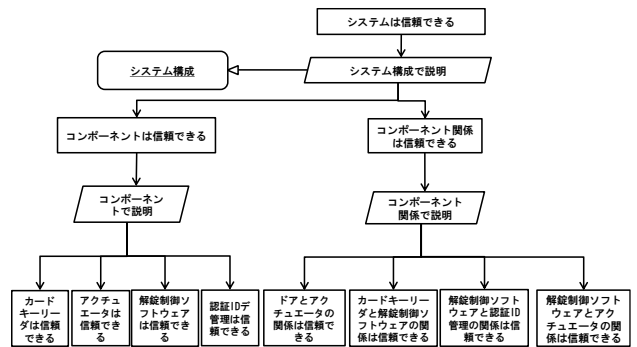 システムは信頼できる
システム構成
システム構成で説明
コンポーネントは信頼できる
コンポーネント関係
は信頼できる
コンポーネン
トで説明
コンポーネント
関係で説明
カード
キーリー
ダは信頼
できる
アクチュ
エータは
信頼でき
る
解錠制御ソ
フトウェア
は信頼でき
る
認証IDデ
管理は信
頼できる
ドアとアク
チュエータの
関係は信頼で
きる
カードキーリー
ダと解錠制御ソ
フトウェアの関
係は信頼できる
解錠制御ソフト
ウェアと認証ID
管理の関係は信
頼できる
解錠制御ソフト
ウェアとアク
チュエータの関
係は信頼できる